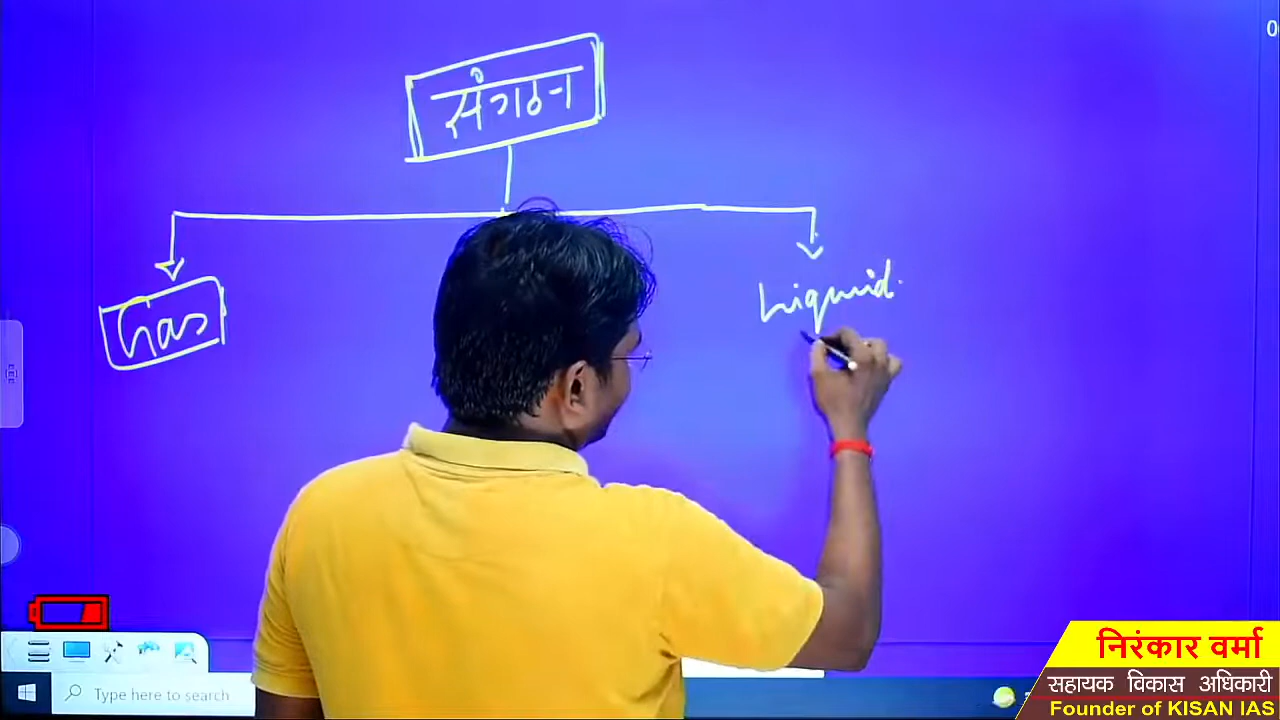 संगठन
Gas
Liquid.
Type here to search
निरंकार वर्मा
सहायक विकास अधिकारी
Founder of KISAN IAS